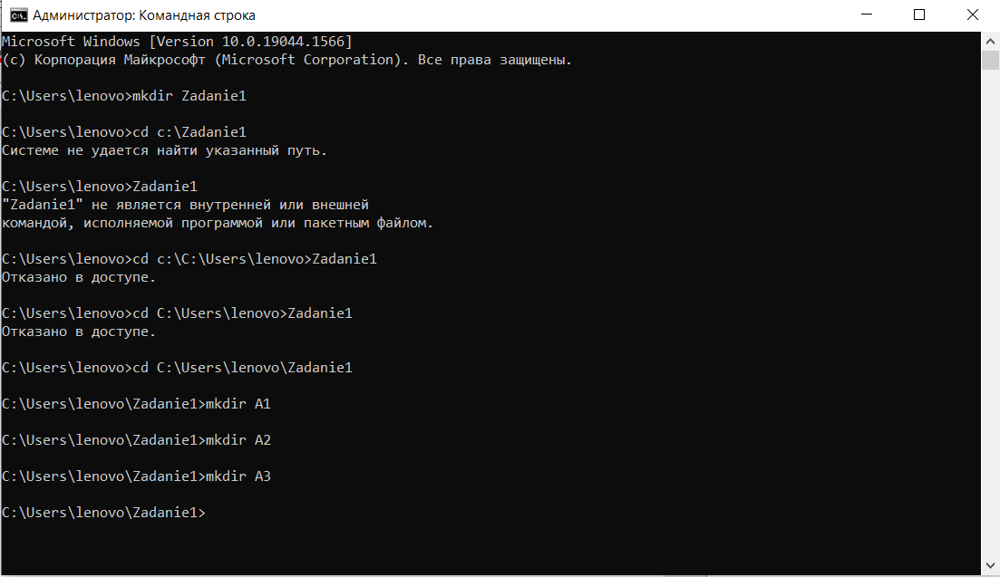 Администратор: Командная строка
Microsoft Windows [Version 10.0.19044.1566]
(c) Корпорация Майкрософт (Microsoft Corporation). Все права защищены.
C:\Users\lenovo>mkdir Zadanie1
C:\Users\lenovo>cd c:\Zadanie1
Системе не удается найти указанный путь.
C:\Users\lenovo>Zadanie1
"Zadanie1" не является внутренней или внешней
командой, исполняемой программой или пакетным файлом.
C:\Users\lenovo>cd c:\C:\Users\lenovo>Zadanie1
Отказано в доступе.
C:\Users\lenovo>cd C:\Users\lenovo>Zadanie1
Отказано в доступе.
C:\Users\lenovo>cd C:\Users\lenovo\Zadanie1
C:\Users\lenovo\Zadanie1>mkdir A1
C:\Users\lenovo\Zadanie1>mkdir A2
C:\Users\lenovo\Zadanie1>mkdir A3
C:\Users\lenovo\Zadanie1>